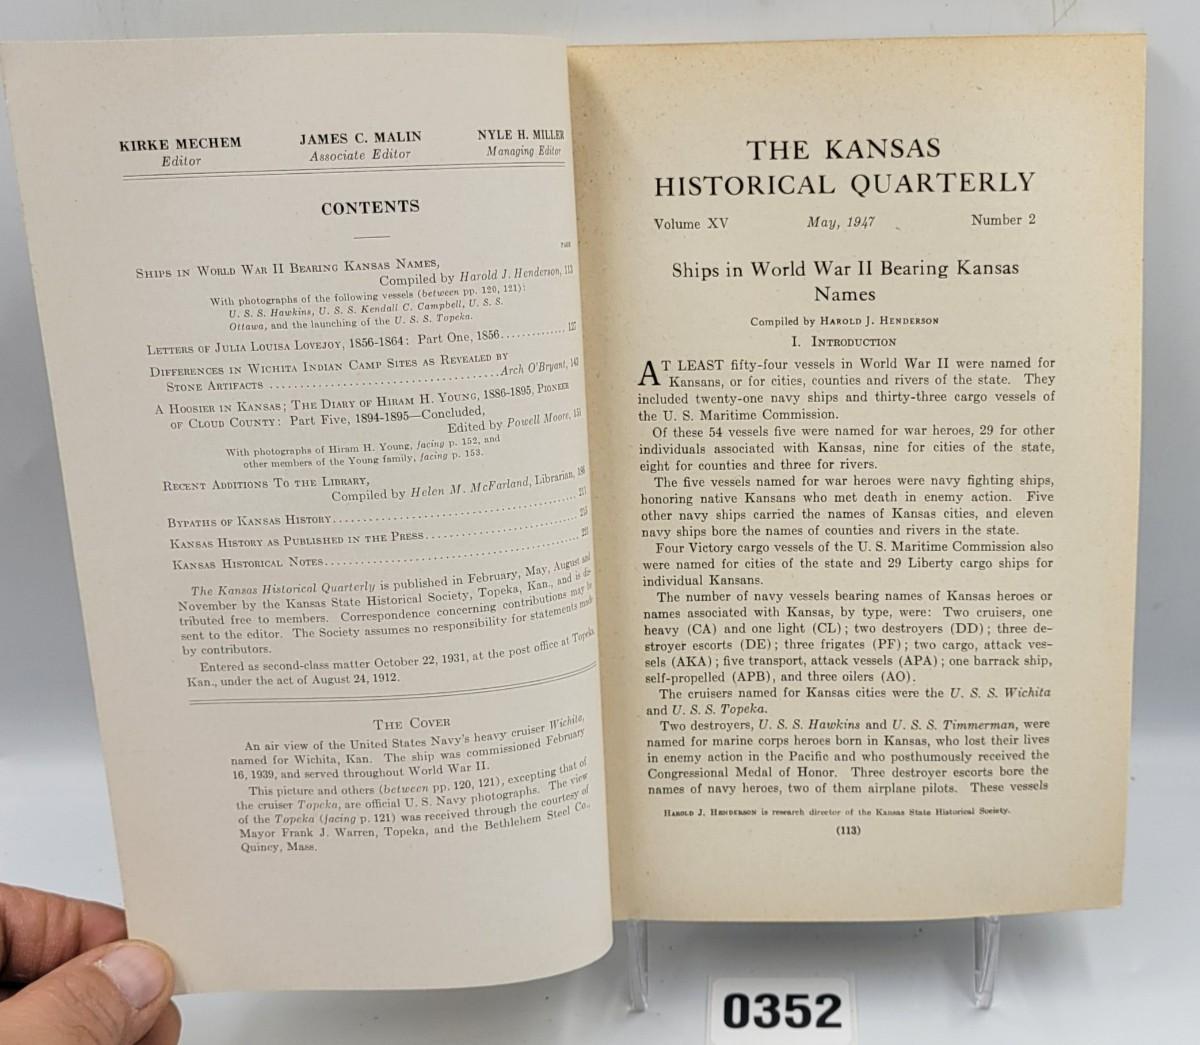 KIRKE MECHEM JAMES C. MALIN NYLE H. MILLER
Editor Associate Editor Managing Editor
CONTENTS
PAGE
SHIPS IN WORLD WAR II BEARING KANSAS NAMES,
Compiled by Harold J. Henderson, 113
With photographs of the following vessels (between pp. 120, 121):
U. S. S. Hawkins, U. S. S. Kendall C. Campbell, U. S. S.
Ottawa, and the launching of the U. S. S. Topeka.
LETTERS OF JULIA LOUISA LOVEJOY, 1856-1864: Part One, 1856............. 127
DIFFERENCES IN WICHITA INDIAN CAMP SITES AS REVEALED BY
STONE ARTIFACTS ....................................Arch O'Bryant, 143
A HOOSIER IN KANSAS; THE DIARY OF HIRAM H. YOUNG, 1886-1895, PIONEER
OF CLOUD COUNTY: Part Five, 1894-1895—Concluded,
Edited by Powell Moore, 151
With photographs of Hiram H. Young, facing p. 152, and
other members of the Young family, facing p. 153.
RECENT ADDITIONS TO THE LIBRARY,
Compiled by Helen M. McFarland, Librarian,
BYPATHS OF KANSAS HISTORY......................................
KANSAS HISTORY AS PUBLISHED IN THE PRESS........................
KANSAS HISTORICAL NOTES........................................
The Kansas Historical Quarterly is published in February, May, August and
November by the Kansas State Historical Society, Topeka, Kan., and is dis-
tributed free to members. Correspondence concerning contributions may be
sent to the editor. The Society assumes no responsibility for statements made
by contributors.
Entered as second-class matter October 22, 1931, at the post office at Topeka
Kan., under the act of August 24, 1912.
THE COVER
An air view of the United States Navy's heavy cruiser Wichita,
named for Wichita, Kan. The ship was commissioned February
16, 1939, and served throughout World War II.
This picture and others (between pp. 120, 121), excepting that of
the cruiser Topeka, are official U. S. Navy photographs. The view
of the Topeka (facing p. 121) was received through the courtesy of
Mayor Frank J. Warren, Topeka, and the Bethlehem Steel Co.,
Quincy, Mass.
THE KANSAS
HISTORICAL QUARTERLY
Volume XV May, 1947 Number 2
Ships in World War II Bearing Kansas
Names
Compiled by HAROLD J. HENDERSON
I. INTRODUCTION
AT LEAST fifty-four vessels in World War II were named for
Kansans, or for cities, counties and rivers of the state. They
included twenty-one navy ships and thirty-three cargo vessels of
the U. S. Maritime Commission.
Of these 54 vessels five were named for war heroes, 29 for other
individuals associated with Kansas, nine for cities of the state,
eight for counties and three for rivers.
The five vessels named for war heroes were navy fighting ships,
honoring native Kansans who met death in enemy action. Five
other navy ships carried the names of Kansas cities, and eleven
navy ships bore the names of counties and rivers in the state.
Four Victory cargo vessels of the U. S. Maritime Commission also
were named for cities of the state and 29 Liberty cargo ships for
individual Kansans.
The number of navy vessels bearing names of Kansas heroes or
names associated with Kansas, by type, were: Two cruisers, one
heavy (CA) and one light (CL); two destroyers (DD); three de-
stroyer escorts (DE); three frigates (PF); two cargo, attack ves-
sels (AKA); five transport, attack vessels (APA); one barrack ship,
self-propelled (APB), and three oilers (AO).
The cruisers named for Kansas cities were the U. S. S. Wichita
and U. S. S. Topeka.
Two destroyers, U. S. S. Hawkins and U. S. S. Timmerman, were
named for marine corps heroes born in Kansas, who lost their lives
in enemy action in the Pacific and who posthumously received the
Congressional Medal of Honor. Three destroyer escorts bore the
names of navy heroes, two of them airplane pilots. These vessels
HAROLD J. HENDERSON is research director of the Kansas State Historical Society.
(113)
0352